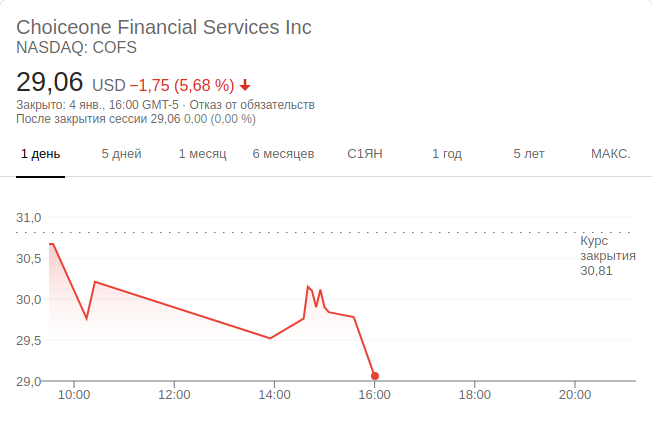 Choiceone Financial Services Inc
NASDAQ: COFS
29,06 USD −1,75 (5,68 %)
Закрыто: 4 янв., 16:00 GMT-5 · Отказ от обязательств
После закрытия сессии 29,06 0,00 (0,00 %)
1 день 5 дней 1 месяц 6 месяцев С1ЯН 1 год 5 лет МАКС.
31,0
Курс
закрытия
30,81
30,5
30,0
29,5
29,0
10:00 12:00 14:00 16:00 18:00 20:00